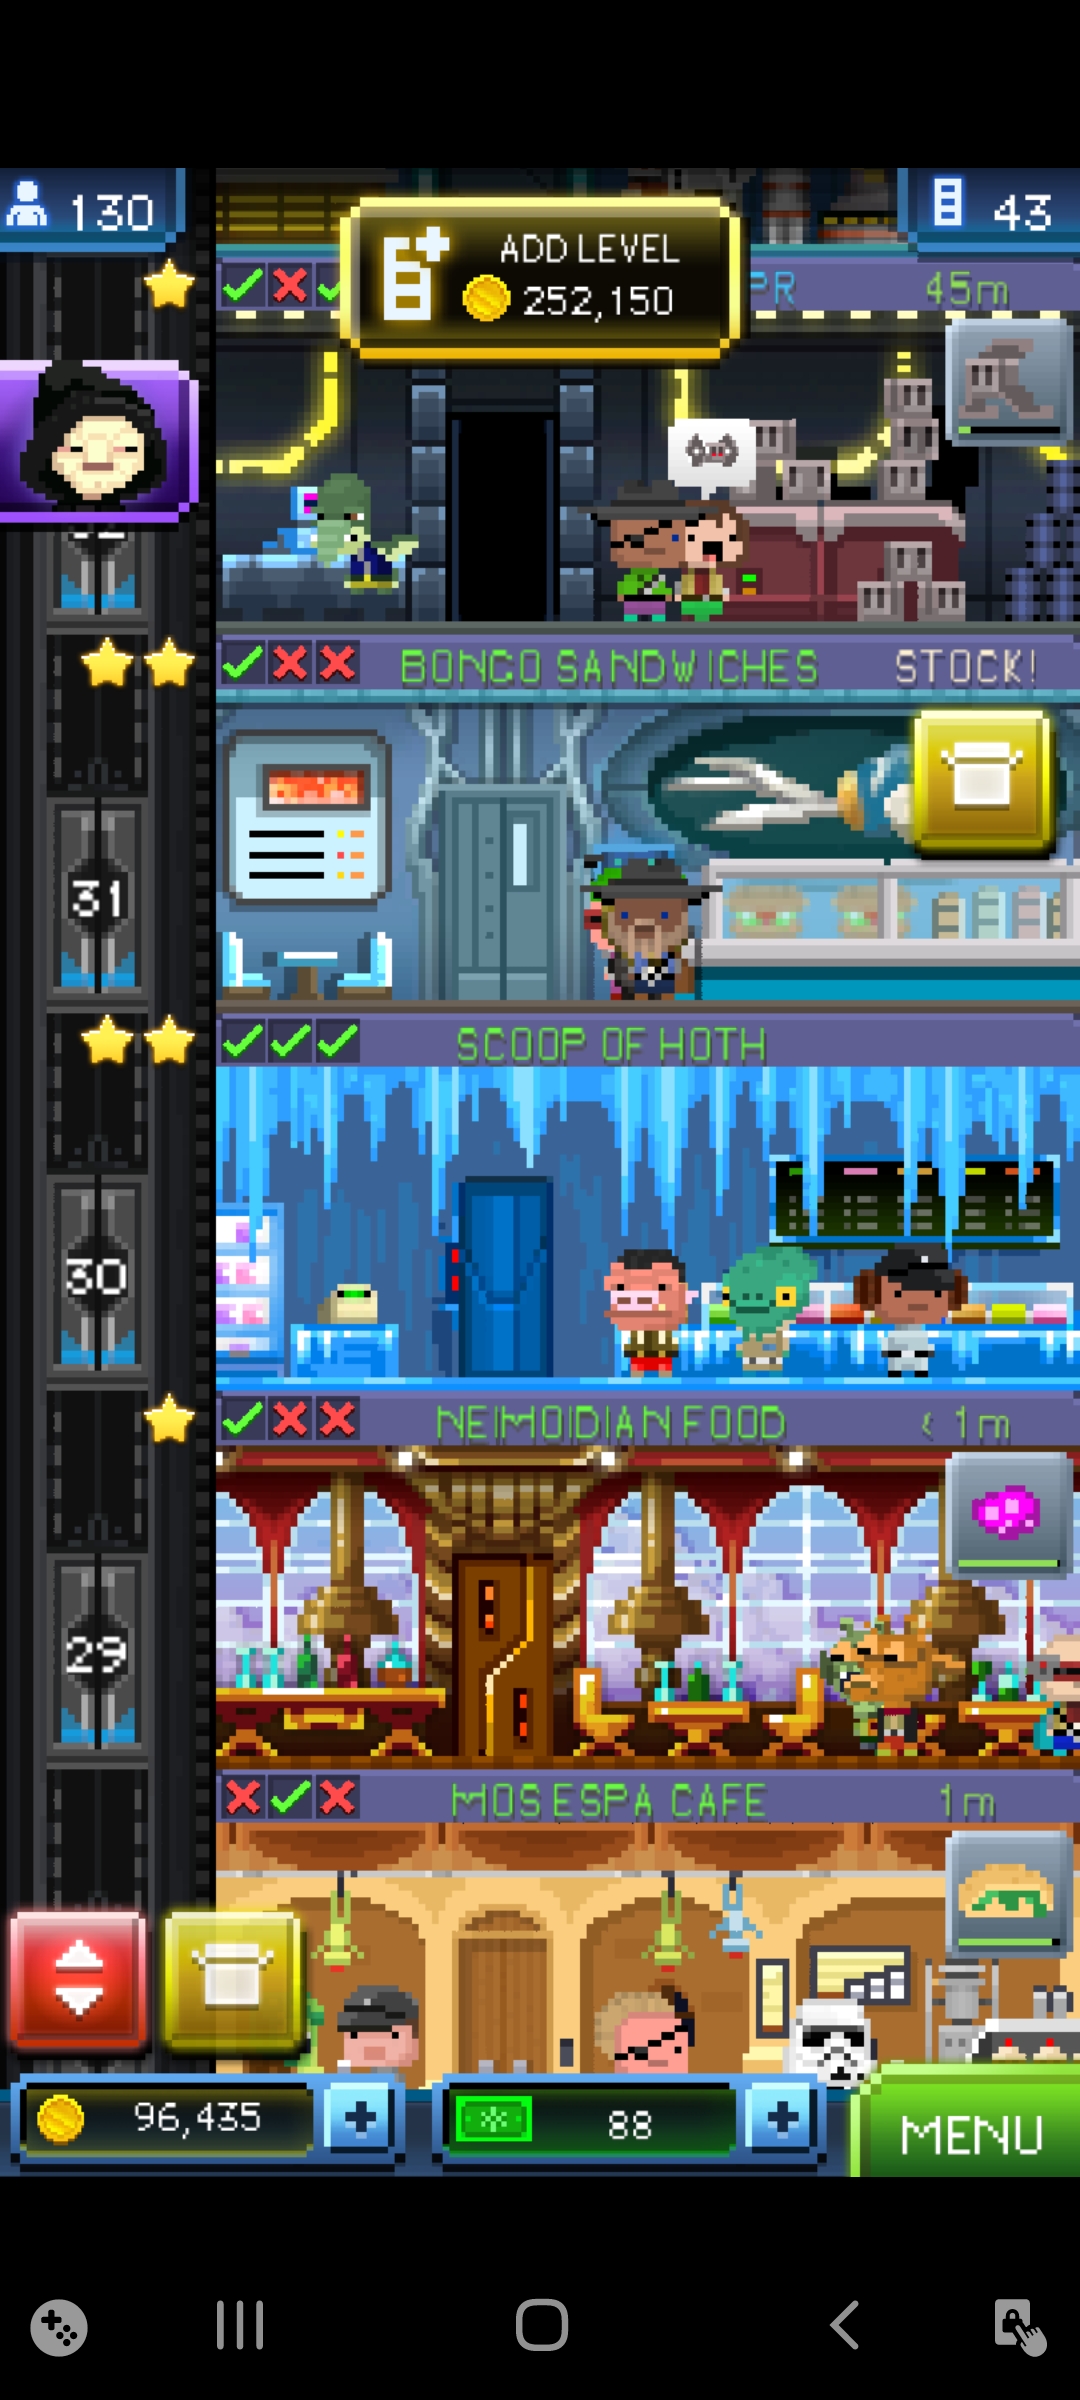 130
ADD LEVEL
252,150
43
PR
45m
BONGO SANDWICHES
STOCK!
31
SCOOP OF HOTH
30
NEIMOIDIAN FOOD
< 1m
29
MOS ESPA CAFE
1m
96,435
88
MENU